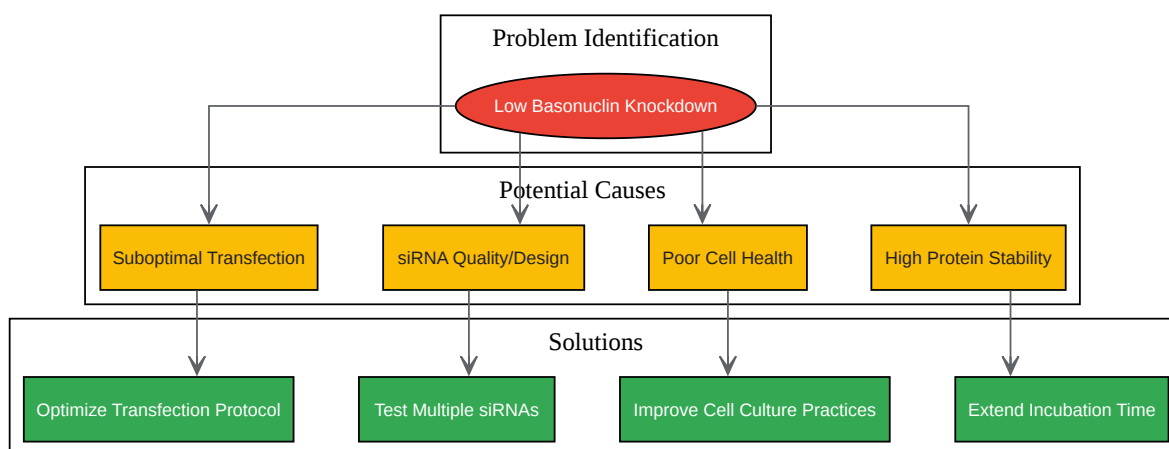 Problem Identification
Low Basonuclin Knockdown
Potential Causes
Suboptimal Transfection
siRNA Quality/Design
Poor Cell Health
High Protein Stability
Solutions
Optimize Transfection Protocol
Test Multiple siRNAs
Improve Cell Culture Practices
Extend Incubation Time